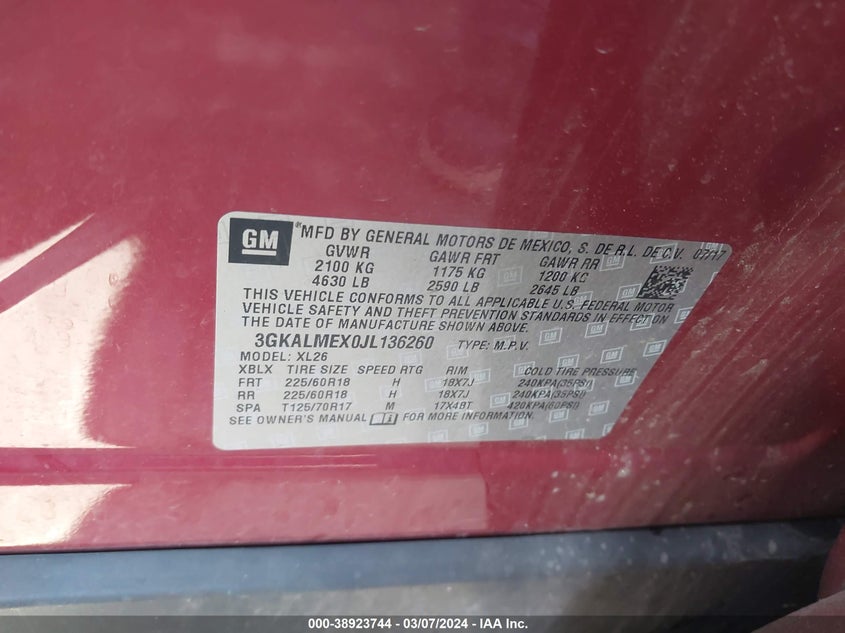 GM ®MFD BY GENERAL MOTORS DE MEXICO, S. DE R.L. DE C.V. 07/17
GVWR GAWR FRT GAWR RR
2100 KG 1175 KG 1200 KG
4630 LB 2590 LB 2645 LB
THIS VEHICLE CONFORMS TO ALL APPLICABLE U.S. FEDERAL MOTOR
VEHICLE SAFETY AND THEFT PREVENTION STANDARDS IN EFFECT ON
THE DATE OF MANUFACTURE SHOWN ABOVE.
3GKALMEX0JL136260 TYPE: M.P.V.
MODEL: XL26
XBLX TIRE SIZE SPEED RTG RIM COLD TIRE PRESSURE
FRT 225/60R18 H 18X7J 240KPA(35PSI)
RR 225/60R18 H 18X7J 240KPA(35PSI)
SPA T125/70R17 M 17X4BT 420KPA(60PSI)
SEE OWNER'S MANUAL FOR MORE INFORMATION.
000-38923744 - 03/07/2024 - IAA Inc.